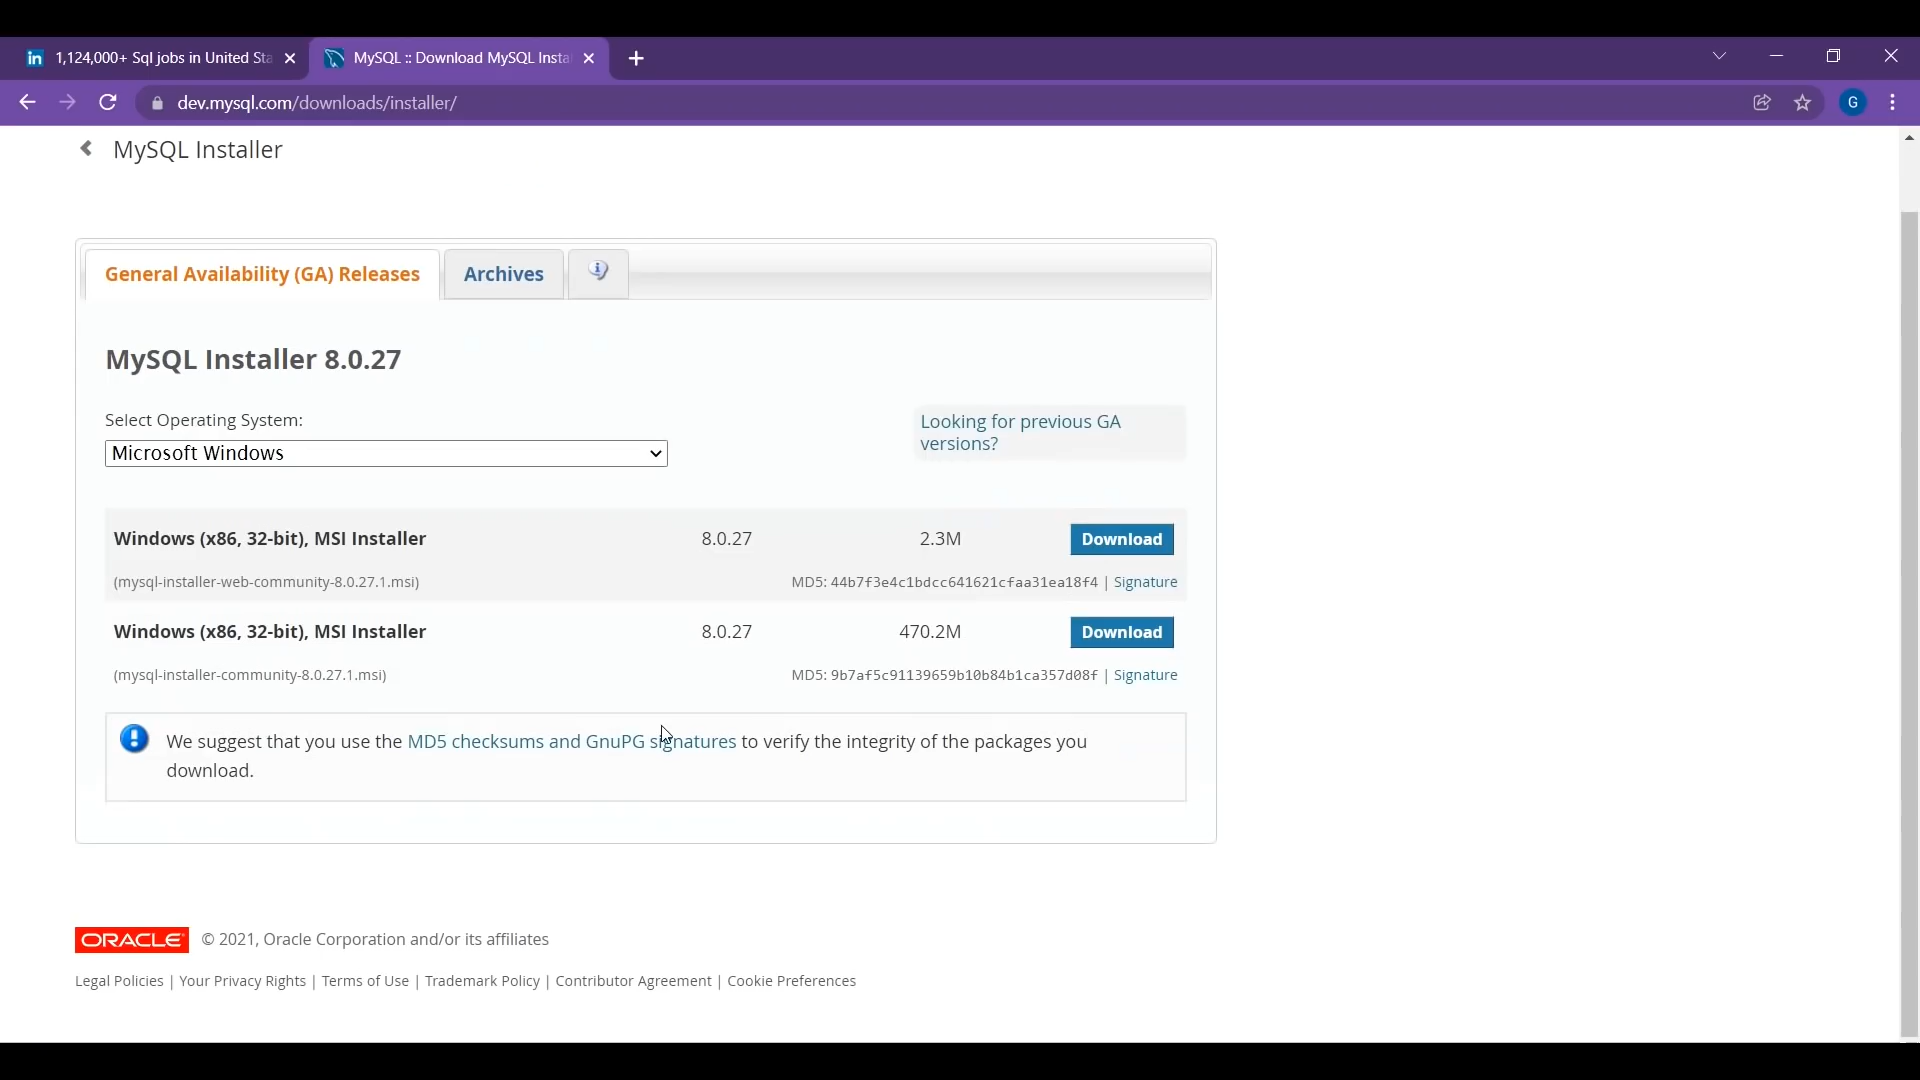 in 1,124,000+ Sql jobs in United Sta
MySQL :: Download MySQL Instal
dev.mysql.com/downloads/installer/
G
MySQL Installer
General Availability (GA) Releases
Archives
MySQL Installer 8.0.27
Select Operating System:
Microsoft Windows
Looking for previous GA
versions?
Windows (x86, 32-bit), MSI Installer 8.0.27 2.3M Download
(mysql-installer-web-community-8.0.27.1.msi) MD5: 44b7f3e4c1bdcc641621cfaa31ea18f4 | Signature
Windows (x86, 32-bit), MSI Installer 8.0.27 470.2M Download
(mysql-installer-community-8.0.27.1.msi) MD5: 9b7af5c91139659b10b84b1ca357d08f | Signature
We suggest that you use the MD5 checksums and GnuPG signatures to verify the integrity of the packages you
download.
ORACLE © 2021, Oracle Corporation and/or its affiliates
Legal Policies | Your Privacy Rights | Terms of Use | Trademark Policy | Contributor Agreement | Cookie Preferences